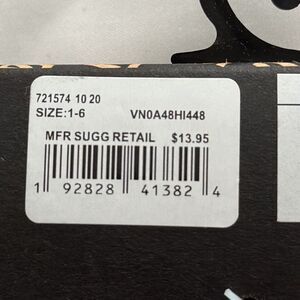 721574 10 20
SIZE:1-6 VN0A48HI448
MFR SUGG RETAIL $13.95
1 92828 41382 4